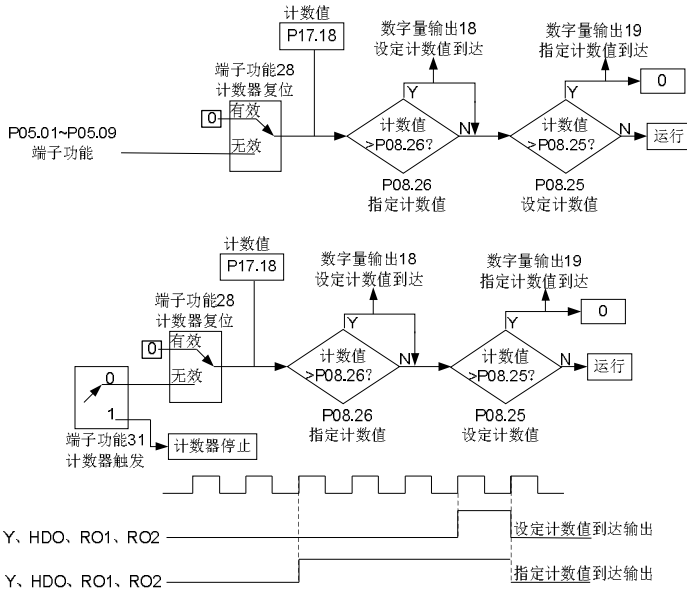 计数值
P17.18
端子功能28
计数器复位
0
有效
无效
P05.01~P05.09
端子功能
数字量输出18
设定计数值到达
Y
计数值
>P08.26?
N
P08.26
指定计数值
数字量输出19
指定计数值到达
Y
0
计数值
>P08.25?
N
运行
P08.25
设定计数值
计数值
P17.18
端子功能28
计数器复位
0
有效
无效
0
1
端子功能31
计数器触发
计数器停止
数字量输出18
设定计数值到达
Y
计数值
>P08.26?
N
P08.26
指定计数值
数字量输出19
指定计数值到达
Y
0
计数值
>P08.25?
N
运行
P08.25
设定计数值
Y、HDO、RO1、RO2
设定计数值到达输出
Y、HDO、RO1、RO2
指定计数值到达输出